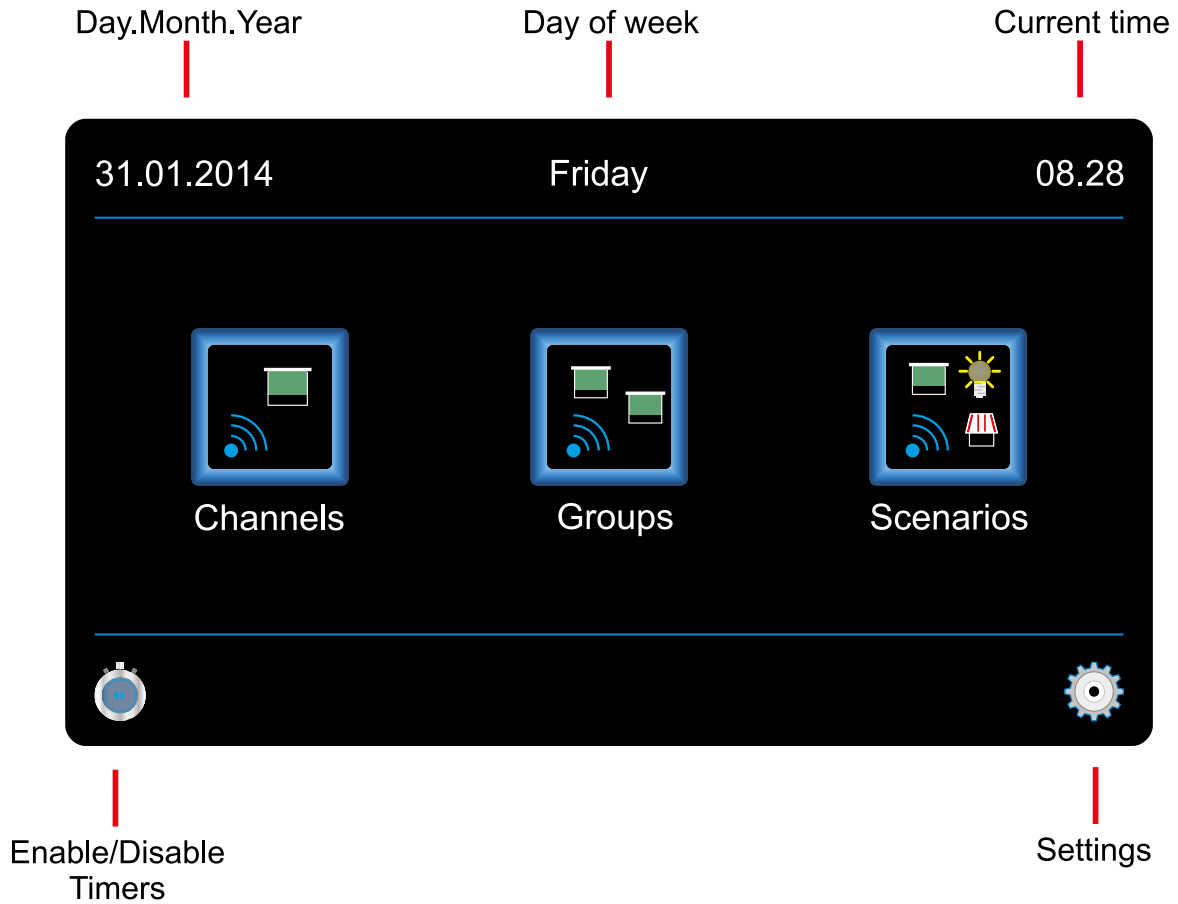 Day.Month.Year
Day of week
Current time
31.01.2014
Friday
08.28
Channels
Groups
Scenarios
Enable/Disable
Timers
Settings